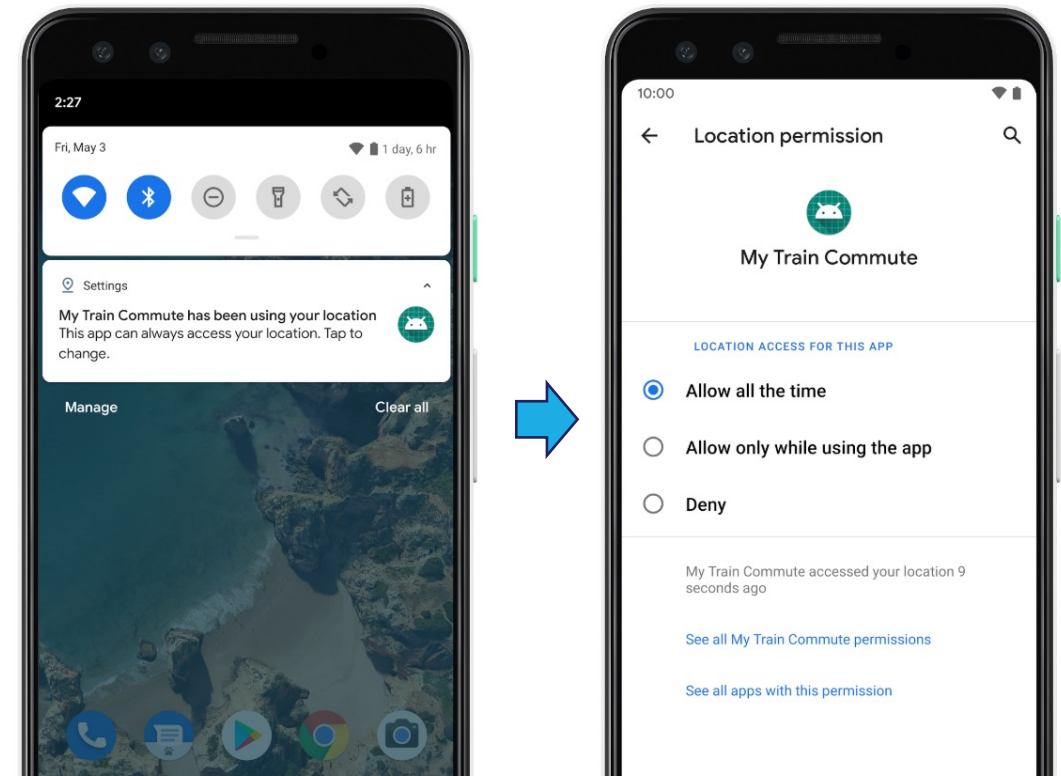 2:27
Fri, May 3
1 day, 6 hr
Settings
My Train Commute has been using your location
This app can always access your location. Tap to
change.
Manage
Clear all
10:00
Location permission
My Train Commute
LOCATION ACCESS FOR THIS APP
Allow all the time
Allow only while using the app
Deny
My Train Commute accessed your location 9
seconds ago
See all My Train Commute permissions
See all apps with this permission